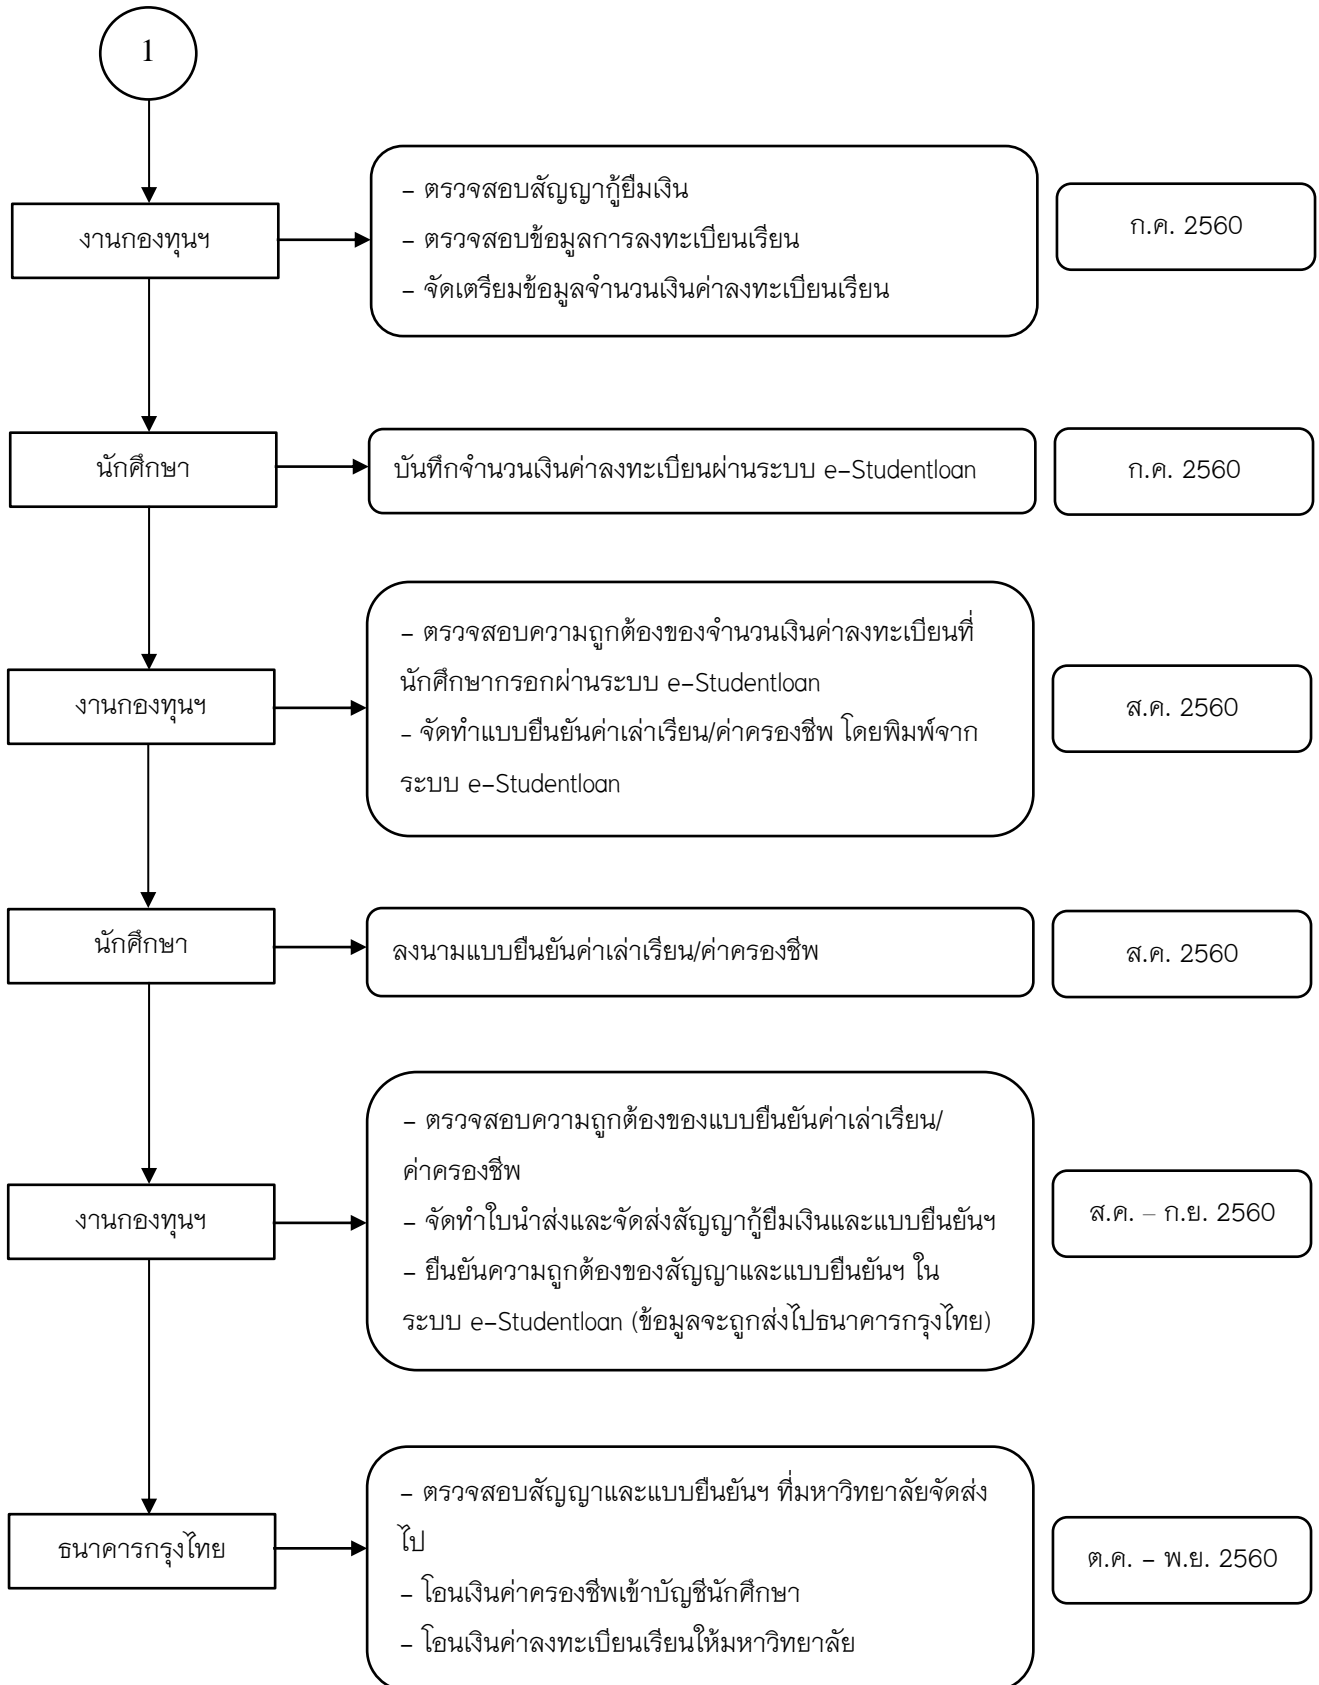 1
งานกองทุนฯ
- ตรวจสอบสัญญากู้ยืมเงิน
- ตรวจสอบข้อมูลการลงทะเบียนเรียน
- จัดเตรียมข้อมูลจำนวนเงินค่าลงทะเบียนเรียน
ก.ค. 2560
นักศึกษา
บันทึกจำนวนเงินค่าลงทะเบียนผ่านระบบ e-Studentloan
ก.ค. 2560
งานกองทุนฯ
- ตรวจสอบความถูกต้องของจำนวนเงินค่าลงทะเบียนที่
นักศึกษากรอกผ่านระบบ e-Studentloan
- จัดทำแบบยืนยันค่าเล่าเรียน/ค่าครองชีพ โดยพิมพ์จาก
ระบบ e-Studentloan
ส.ค. 2560
นักศึกษา
ลงนามแบบยืนยันค่าเล่าเรียน/ค่าครองชีพ
ส.ค. 2560
งานกองทุนฯ
- ตรวจสอบความถูกต้องของแบบยืนยันค่าเล่าเรียน/
ค่าครองชีพ
- จัดทำใบนำส่งและจัดส่งสัญญากู้ยืมเงินและแบบยืนยันฯ
- ยืนยันความถูกต้องของสัญญาและแบบยืนยันฯ ใน
ระบบ e-Studentloan (ข้อมูลจะถูกส่งไปธนาคารกรุงไทย)
ส.ค. – ก.ย. 2560
ธนาคารกรุงไทย
- ตรวจสอบสัญญาและแบบยืนยันฯ ที่มหาวิทยาลัยจัดส่ง
ไป
- โอนเงินค่าครองชีพเข้าบัญชีนักศึกษา
- โอนเงินค่าลงทะเบียนเรียนให้มหาวิทยาลัย
ต.ค. - พ.ย. 2560